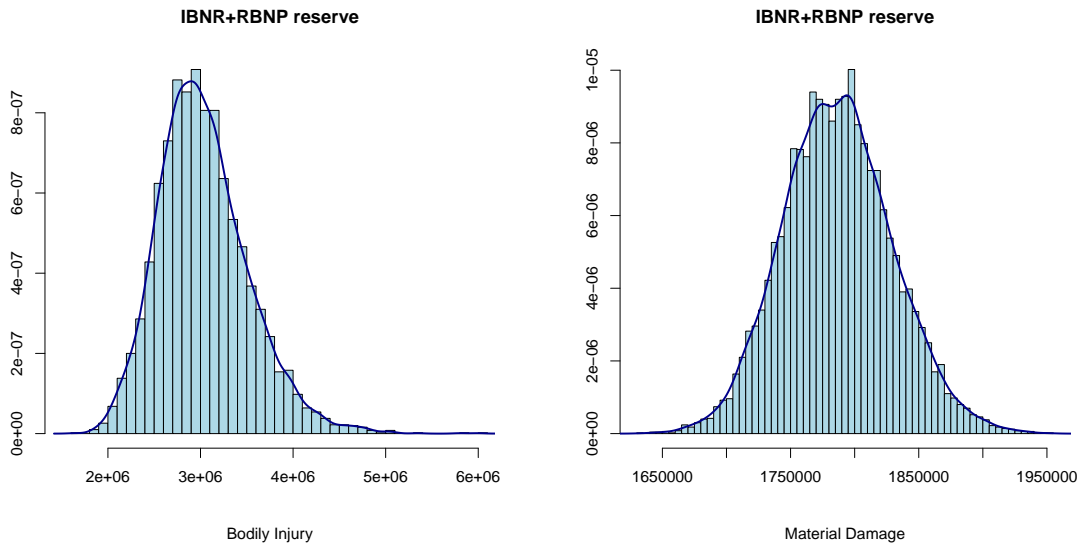 IBNR+RBNP reserve
8e−07
6e−07
4e−07
2e−07
0e+00
2e+06 3e+06 4e+06 5e+06 6e+06
Bodily Injury
IBNR+RBNP reserve
1e−05
8e−06
6e−06
4e−06
2e−06
0e+00
1650000 1750000 1850000 1950000
Material Damage